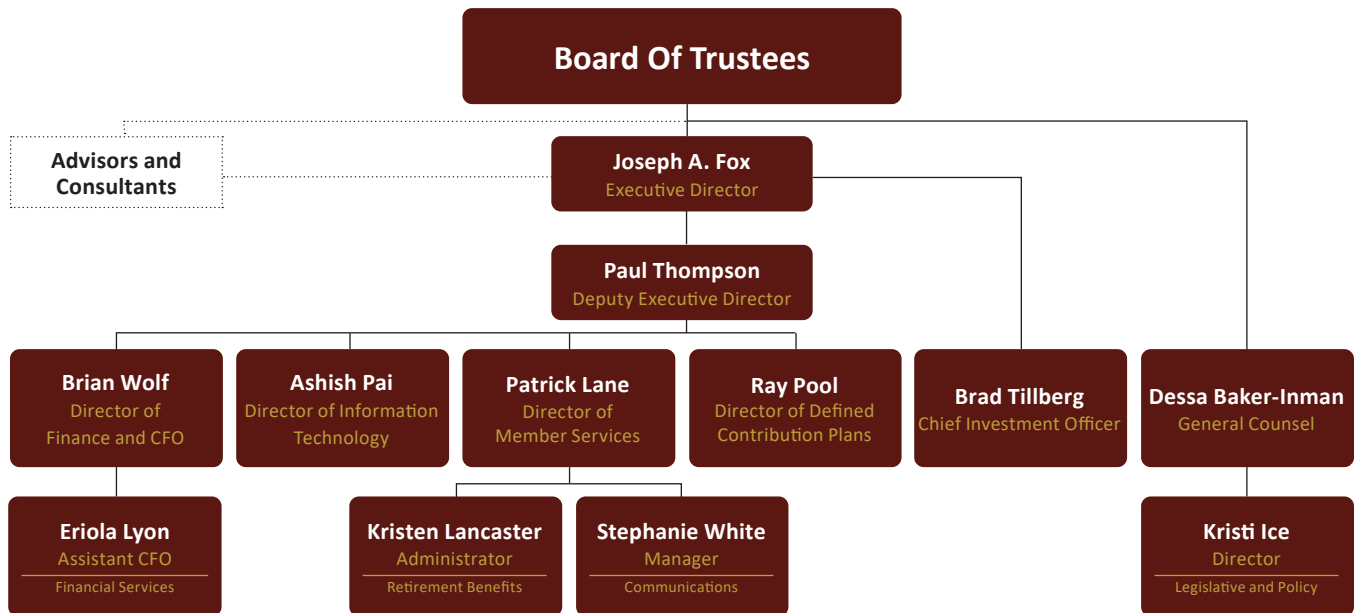 Board Of Trustees
Advisors and
Consultants
Joseph A. Fox
Executive Director
Paul Thompson
Deputy Executive Director
Brian Wolf
Director of
Finance and CFO
Ashish Pai
Director of Information
Technology
Patrick Lane
Director of
Member Services
Ray Pool
Director of Defined
Contribution Plans
Brad Tillberg
Chief Investment Officer
Dessa Baker-Inman
General Counsel
Eriola Lyon
Assistant CFO
Financial Services
Kristen Lancaster
Administrator
Retirement Benefits
Stephanie White
Manager
Communications
Kristi Ice
Director
Legislative and Policy